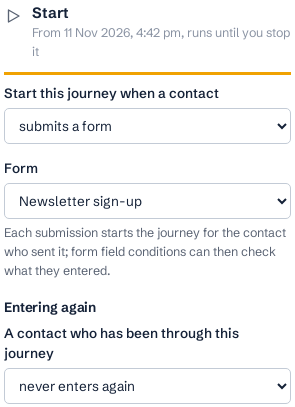 Start
From 11 Nov 2026, 4:42 pm, runs until you stop
it
Start this journey when a contact
submits a form
Form
Newsletter sign-up
Each submission starts the journey for the contact
who sent it; form field conditions can then check
what they entered.
Entering again
A contact who has been through this
journey
never enters again